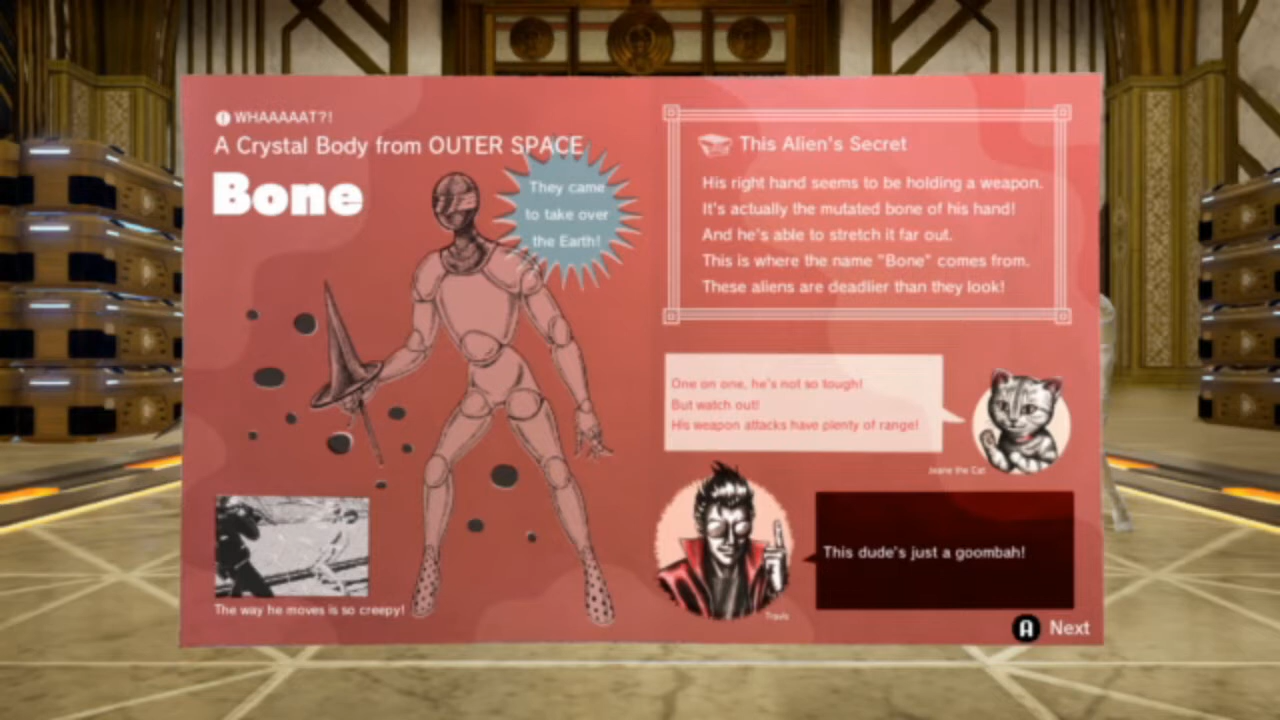 WHAAAAAT?!
A Crystal Body from OUTER SPACE
Bone
They came
to take over
the Earth!
The way he moves is so creepy!
This Alien's Secret
His right hand seems to be holding a weapon.
It's actually the mutated bone of his hand!
And he's able to stretch it far out.
This is where the name "Bone" comes from.
These aliens are deadlier than they look!
One on one, he's not so tough!
But watch out!
His weapon attacks have plenty of range!
Jeane the Cat
This dude's just a goombah!
Travis
A Next